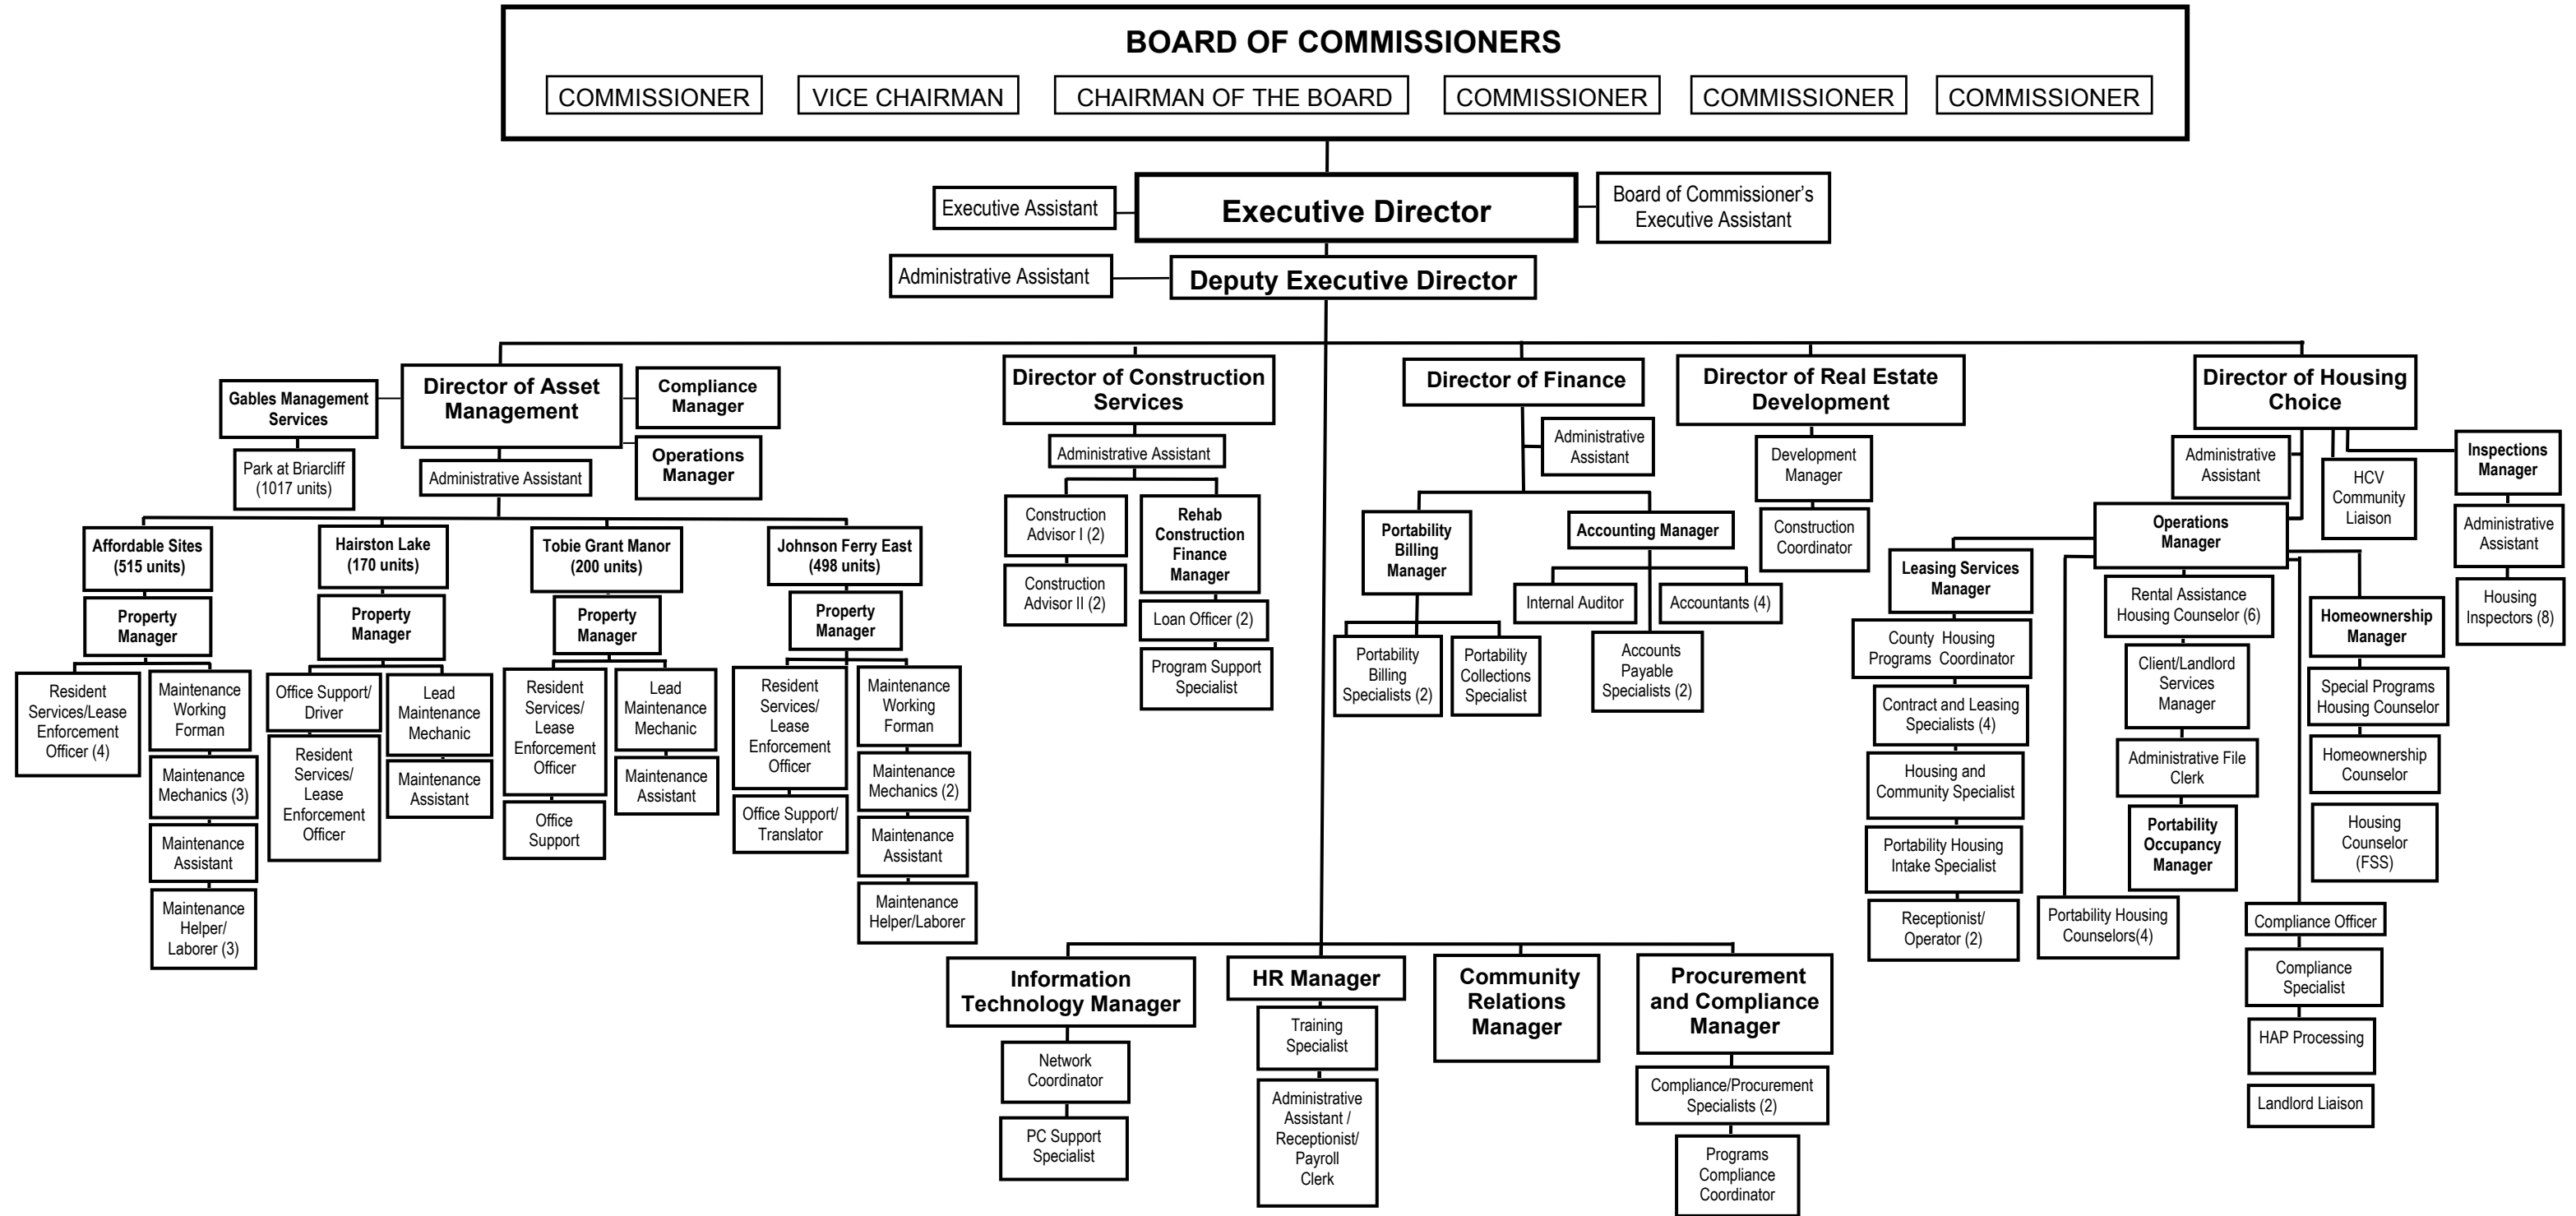 BOARD OF COMMISSIONERS
COMMISSIONER
VICE CHAIRMAN
CHAIRMAN OF THE BOARD
COMMISSIONER
COMMISSIONER
COMMISSIONER
Executive Assistant
Executive Director
Board of Commissioner’s
Executive Assistant
Administrative Assistant
Deputy Executive Director
Gables Management
Services
Park at Briarcliff
(1017 units)
Director of Asset
Management
Compliance
Manager
Operations
Manager
Administrative Assistant
Affordable Sites
(515 units)
Property
Manager
Resident
Services/Lease
Enforcement
Officer (4)
Maintenance
Working
Forman
Maintenance
Mechanics (3)
Maintenance
Assistant
Maintenance
Helper/
Laborer (3)
Hairston Lake
(170 units)
Property
Manager
Office Support/
Driver
Resident
Services/
Lease
Enforcement
Officer
Lead
Maintenance
Mechanic
Maintenance
Assistant
Tobie Grant Manor
(200 units)
Property
Manager
Resident
Services/
Lease
Enforcement
Officer
Office
Support
Lead
Maintenance
Mechanic
Maintenance
Assistant
Johnson Ferry East
(498 units)
Property
Manager
Resident
Services/
Lease
Enforcement
Officer
Office Support/
Translator
Maintenance
Working
Forman
Maintenance
Mechanics (2)
Maintenance
Assistant
Maintenance
Helper/Laborer
Director of Construction
Services
Administrative Assistant
Construction
Advisor I (2)
Construction
Advisor II (2)
Rehab
Construction
Finance
Manager
Loan Officer (2)
Program Support
Specialist
Director of Finance
Administrative
Assistant
Portability
Billing
Manager
Portability
Billing
Specialists (2)
Portability
Collections
Specialist
Accounting Manager
Internal Auditor
Accountants (4)
Accounts
Payable
Specialists (2)
Director of Real Estate
Development
Development
Manager
Construction
Coordinator
Director of Housing
Choice
Administrative
Assistant
HCV
Community
Liaison
Inspections
Manager
Administrative
Assistant
Housing
Inspectors (8)
Operations
Manager
Leasing Services
Manager
County  Housing
Programs  Coordinator
Contract and Leasing
Specialists (4)
Housing and
Community Specialist
Portability Housing
Intake Specialist
Receptionist/
Operator (2)
Rental Assistance
Housing Counselor (6)
Client/Landlord
Services
Manager
Administrative File
Clerk
Portability
Occupancy
Manager
Portability Housing
Counselors(4)
Homeownership
Manager
Special Programs
Housing Counselor
Homeownership
Counselor
Housing
Counselor
(FSS)
Compliance Officer
Compliance
Specialist
HAP Processing
Landlord Liaison
Information
Technology Manager
Network
Coordinator
PC Support
Specialist
HR Manager
Training
Specialist
Administrative
Assistant /
Receptionist/
Payroll
Clerk
Community
Relations
Manager
Procurement
and Compliance
Manager
Compliance/Procurement
Specialists (2)
Programs
Compliance
Coordinator